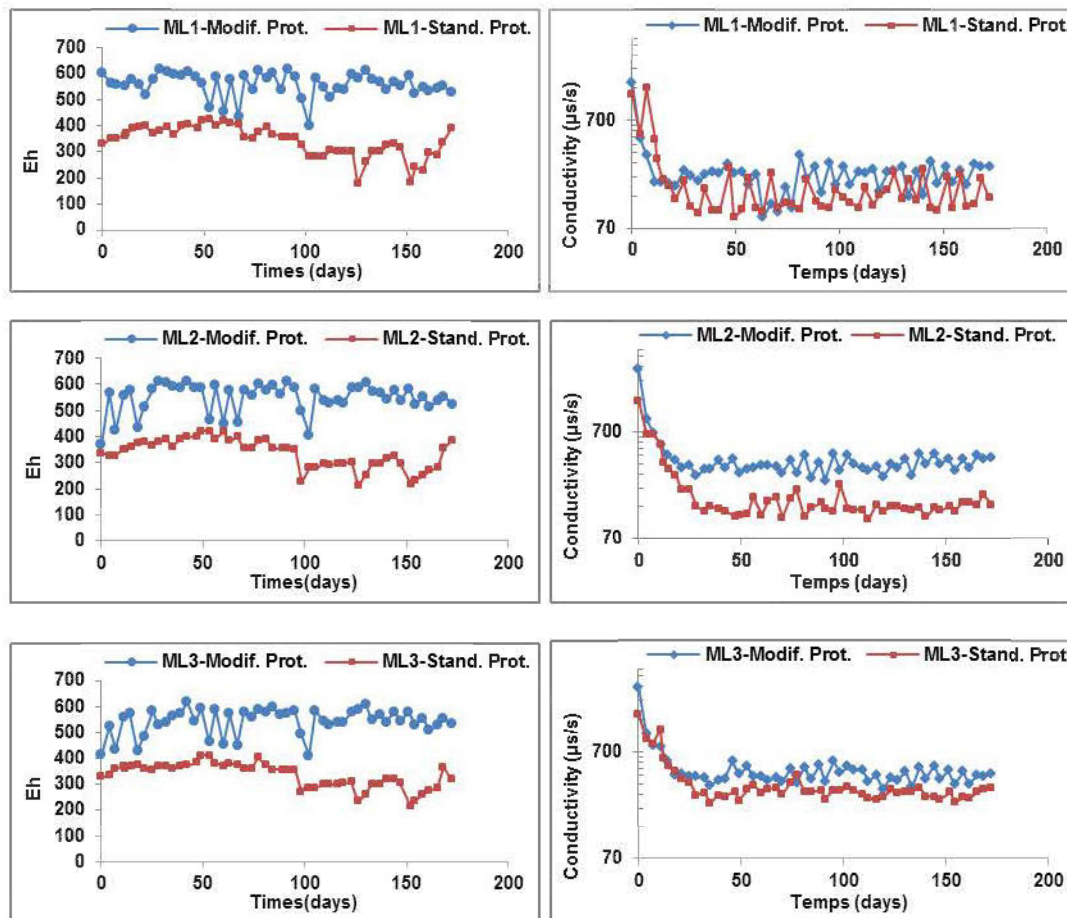 ML1-Modif. Prot. ML1-Stand. Prot.
700
600
500
400
300
200
100
0
Eh
0 50 100 150 200
Times (days)
ML1-Modif. Prot. ML1-Stand. Prot.
700
70
Conductivity (µs/s)
0 50 100 150 200
Temps (days)
ML2-Modif. Prot. ML2-Stand. Prot.
700
600
500
400
300
200
100
0
Eh
0 50 100 150 200
Times(days)
ML2-Modif. Prot. ML2-Stand. Prot.
700
70
Conductivity (µs/s)
0 50 100 150 200
Temps (days)
ML3-Modif. Prot. ML3-Stand. Prot.
700
600
500
400
300
200
100
0
Eh
0 50 100 150 200
Times (days)
ML3-Modif. Prot. ML3-Stand. Prot
700
70
Conductivity (µs/s)
0 50 100 150 200
Temps (days)